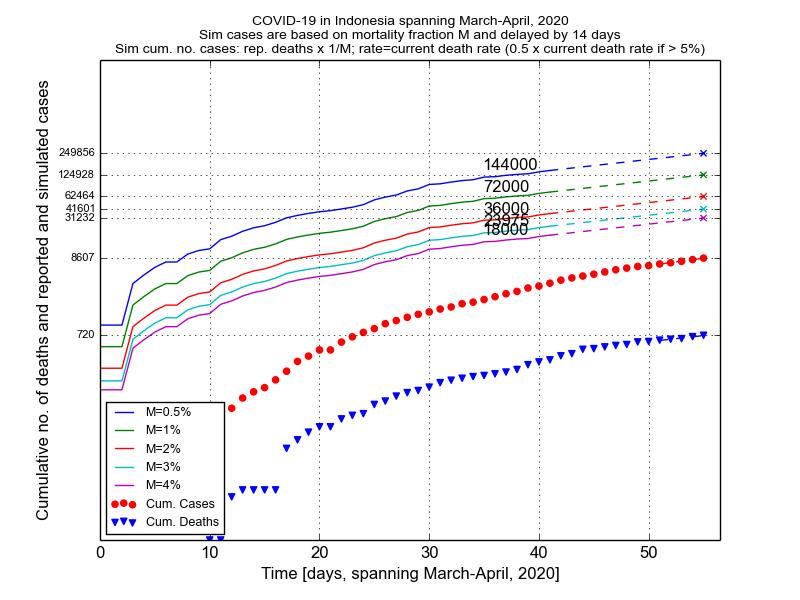 COVID-19 in Indonesia spanning March-April, 2020
Sim cases are based on mortality fraction M and delayed by 14 days
Sim cum. no. cases: rep. deaths x 1/M; rate=current death rate (0.5 x current death rate if > 5%)
Cumulative no. of deaths and reported and simulated cases
249856
124928
62464
41601
31232
8607
720
144000
72000
36000
23975
18000
M=0.5%
M=1%
M=2%
M=3%
M=4%
Cum. Cases
Cum. Deaths
0 10 20 30 40 50
Time [days, spanning March-April, 2020]